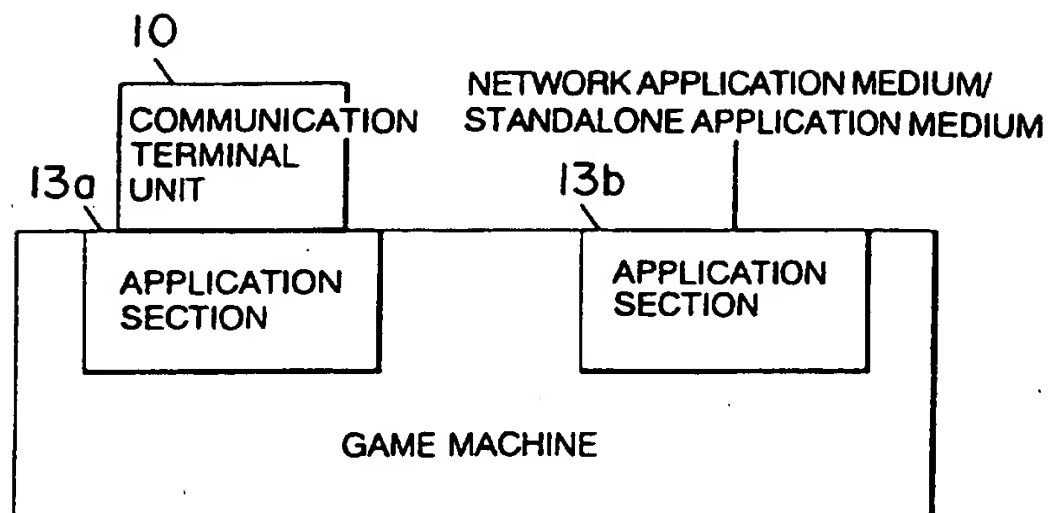 10
COMMUNICATION
TERMINAL
UNIT
NETWORK APPLICATION MEDIUM/
STANDALONE APPLICATION MEDIUM
13a
13b
APPLICATION
SECTION
APPLICATION
SECTION
GAME MACHINE